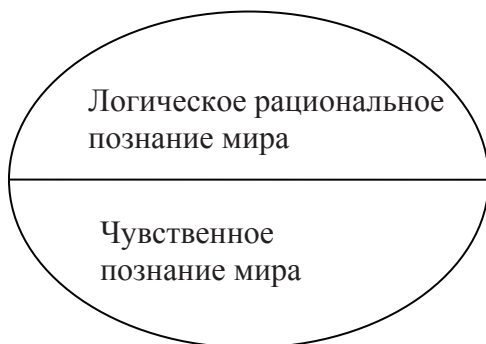 Логическое рациональное
познание мира
Чувственное
познание мира